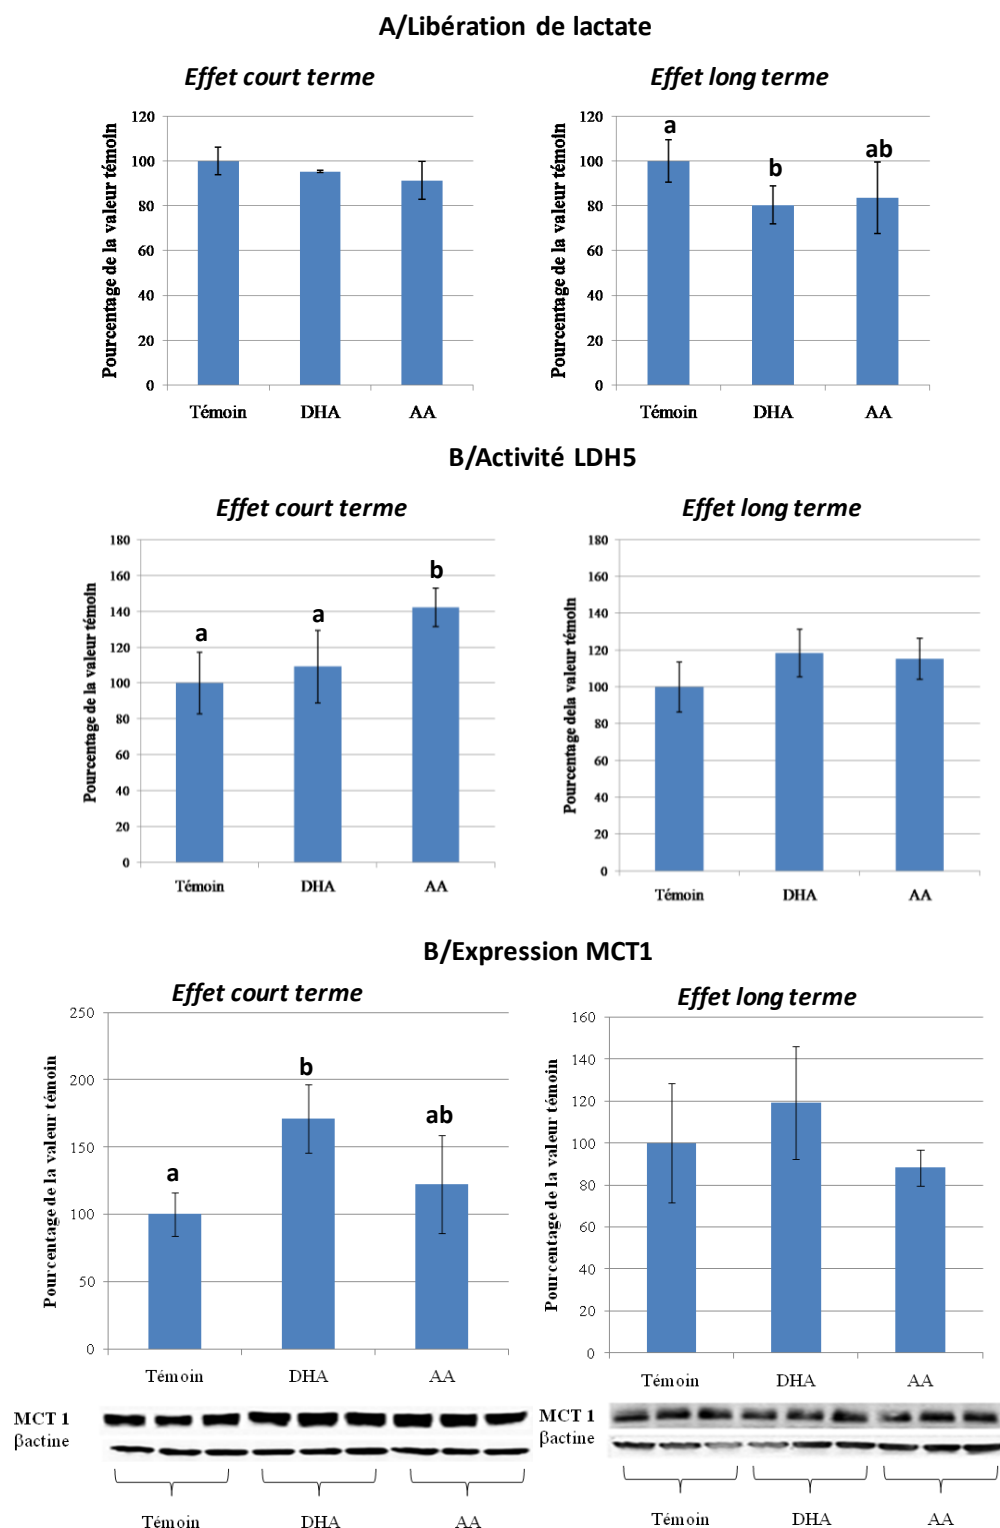 A/Libération de lactate
Effet court terme
Effet long terme
Pourcentage de la valeur témoin
120
100
80
60
40
20
0
Témoin
DHA
AA
Pourcentage de la valeur témoin
120
100
80
60
40
20
0
a
b
ab
Témoin
DHA
AA
B/Activité LDH5
Effet court terme
Effet long terme
Pourcentage de la valeur témoin
180
160
140
120
100
80
60
40
20
0
a
a
b
Témoin
DHA
AA
Pourcentage dela valeur témoin
180
160
140
120
100
80
60
40
20
0
Témoin
DHA
AA
B/Expression MCT1
Effet court terme
Effet long terme
Pourcentage de la valeur témoin
250
200
150
100
50
0
a
b
ab
Témoin
DHA
AA
Pourcentage de la valeur témoin
160
140
120
100
80
60
40
20
0
Témoin
DHA
AA
MCT 1
βactine
Témoin
DHA
AA
MCT 1
βactine
Témoin
DHA
AA